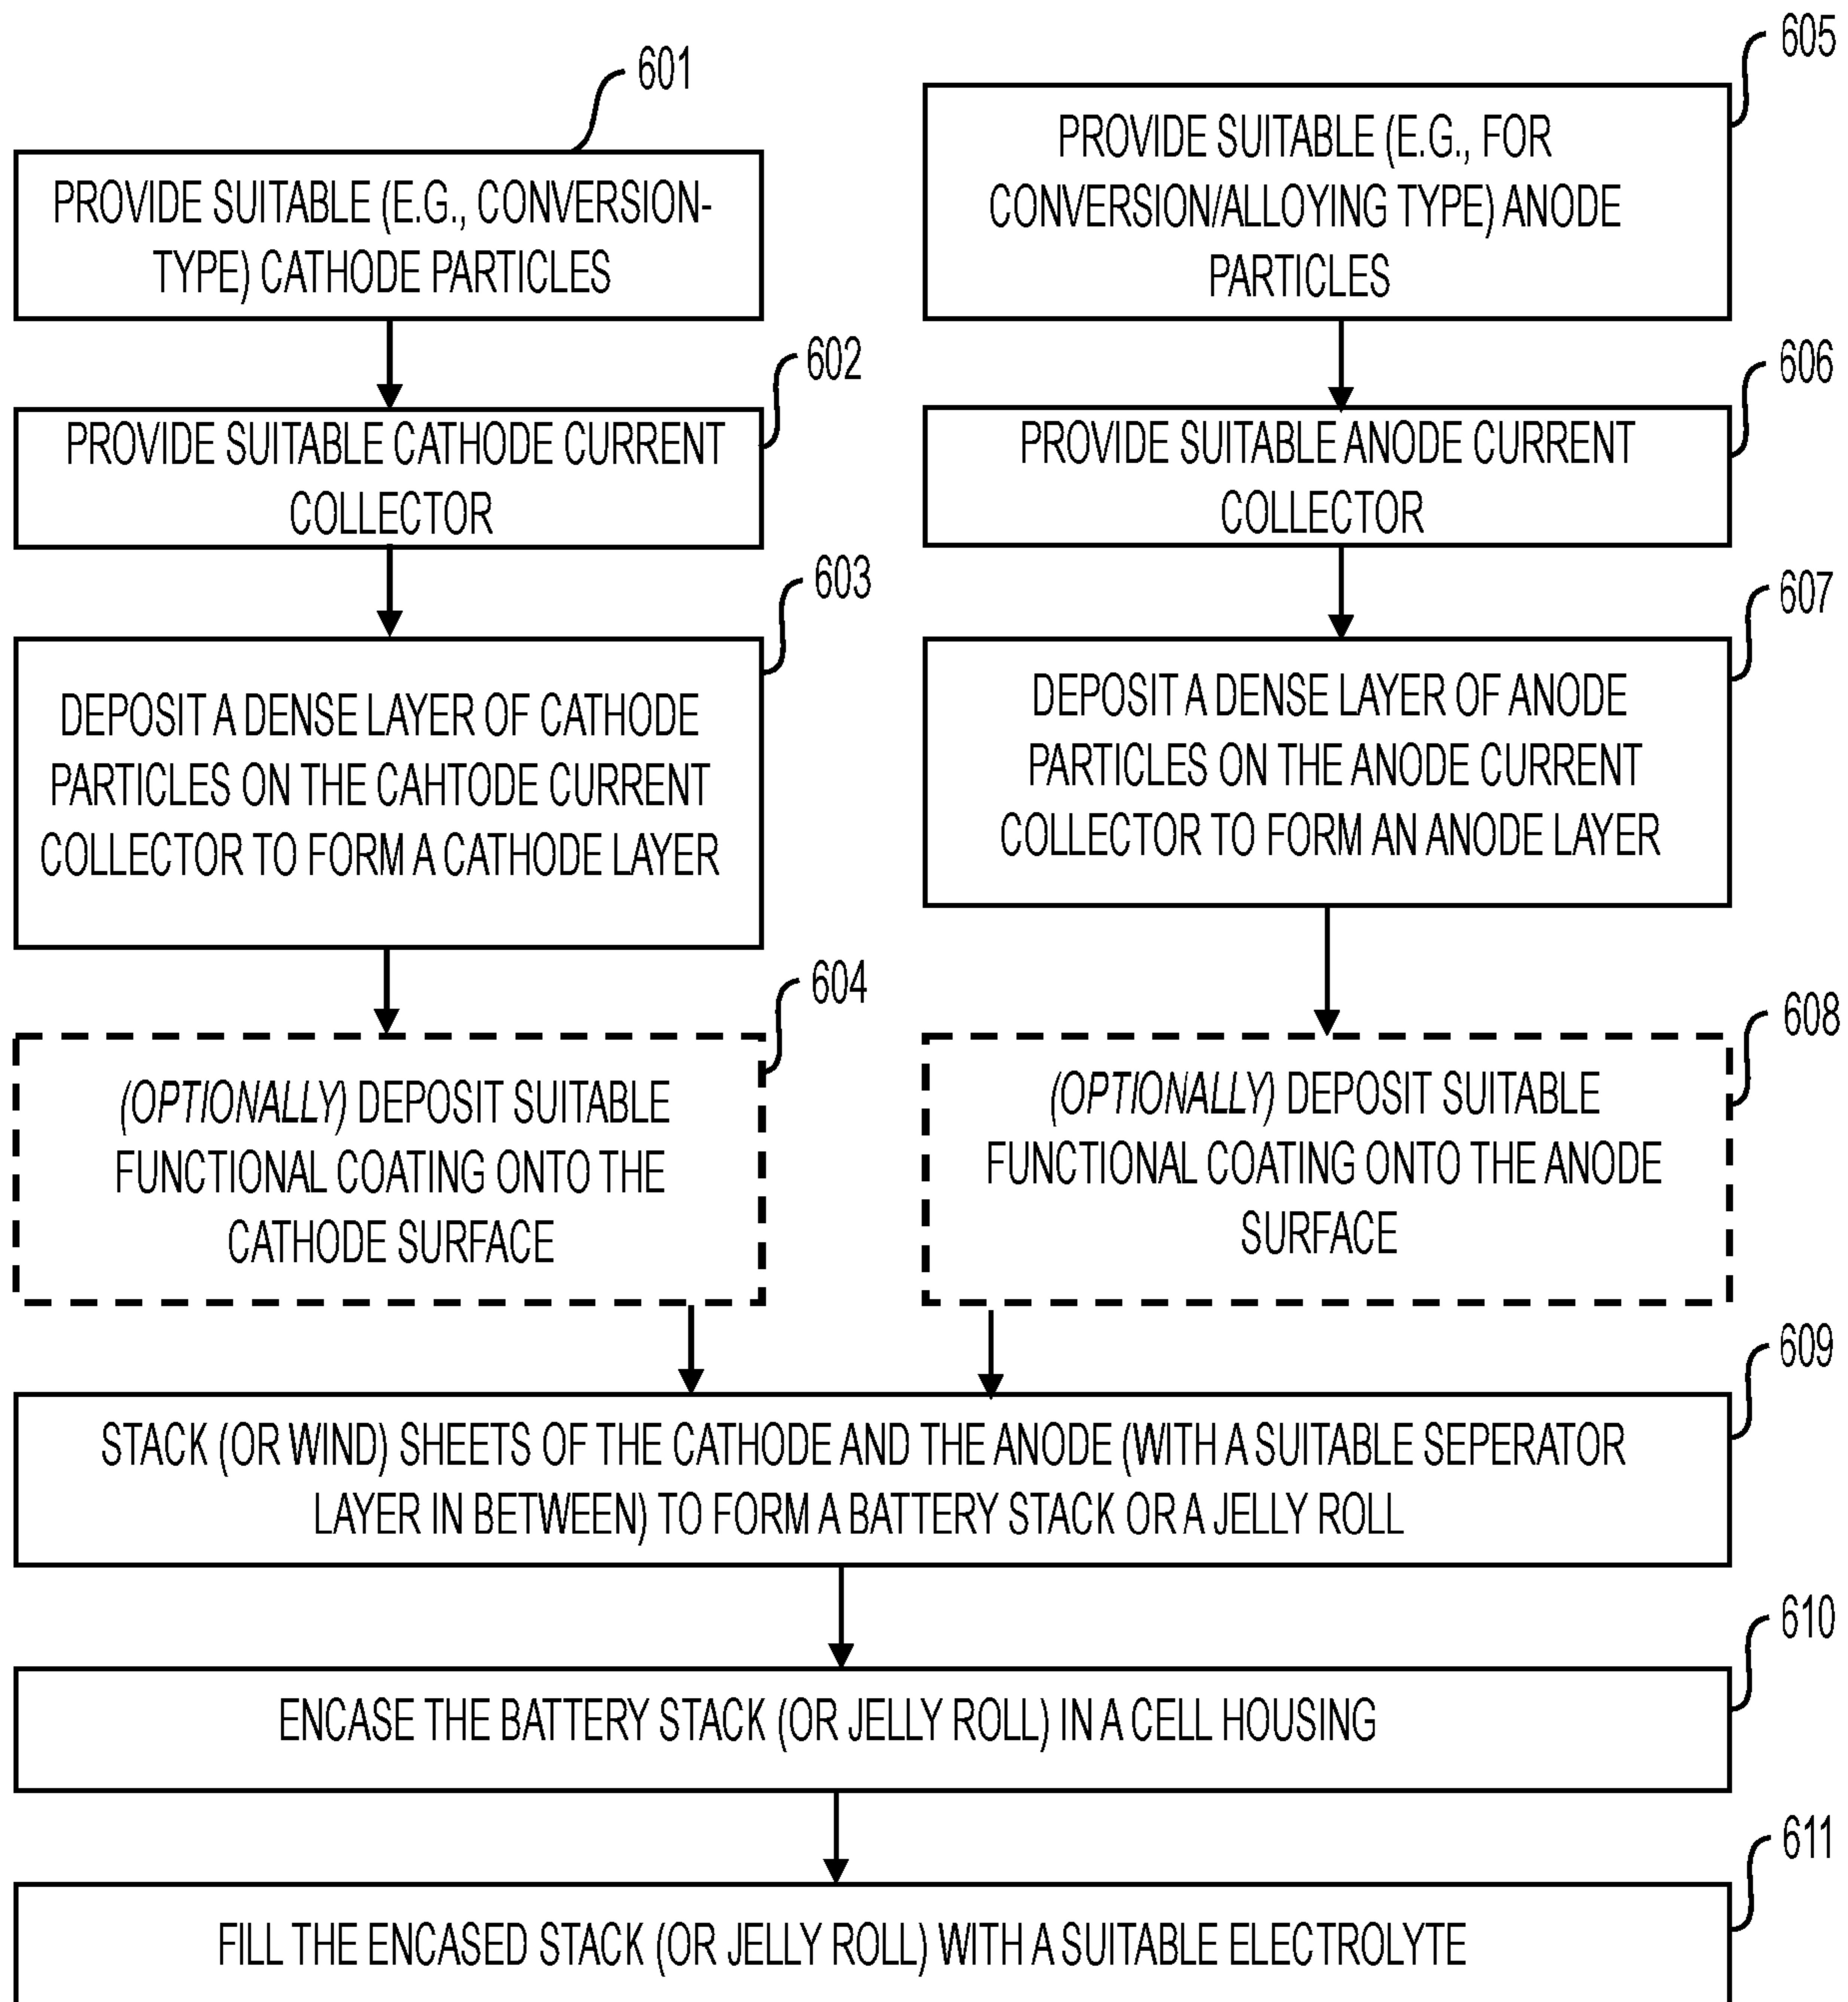 601
PROVIDE SUITABLE (E.G., CONVERSION-
TYPE) CATHODE PARTICLES
602
PROVIDE SUITABLE CATHODE CURRENT
COLLECTOR
603
DEPOSIT A DENSE LAYER OF CATHODE
PARTICLES ON THE CAHTODE CURRENT
COLLECTOR TO FORM A CATHODE LAYER
604
(OPTIONALLY) DEPOSIT SUITABLE
FUNCTIONAL COATING ONTO THE
CATHODE SURFACE
605
PROVIDE SUITABLE (E.G., FOR
CONVERSION/ALLOYING TYPE) ANODE
PARTICLES
606
PROVIDE SUITABLE ANODE CURRENT
COLLECTOR
607
DEPOSIT A DENSE LAYER OF ANODE
PARTICLES ON THE ANODE CURRENT
COLLECTOR TO FORM AN ANODE LAYER
608
(OPTIONALLY) DEPOSIT SUITABLE
FUNCTIONAL COATING ONTO THE ANODE
SURFACE
609
STACK (OR WIND) SHEETS OF THE CATHODE AND THE ANODE (WITH A SUITABLE SEPERATOR
LAYER IN BETWEEN) TO FORM A BATTERY STACK OR A JELLY ROLL
610
ENCASE THE BATTERY STACK (OR JELLY ROLL) IN A CELL HOUSING
611
FILL THE ENCASED STACK (OR JELLY ROLL) WITH A SUITABLE ELECTROLYTE